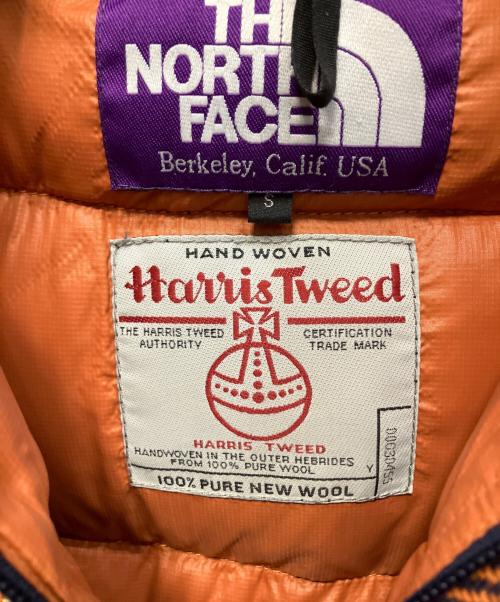 THE
NORTH
FACE
Berkeley, Calif. USA
S
HAND WOVEN
Harris Tweed
THE HARRIS TWEED
AUTHORITY
CERTIFICATION
TRADE MARK
HARRIS TWEED
HANDWOVEN IN THE OUTER HEBRIDES
FROM 100% PURE WOOL
Y
100% PURE NEW WOOL